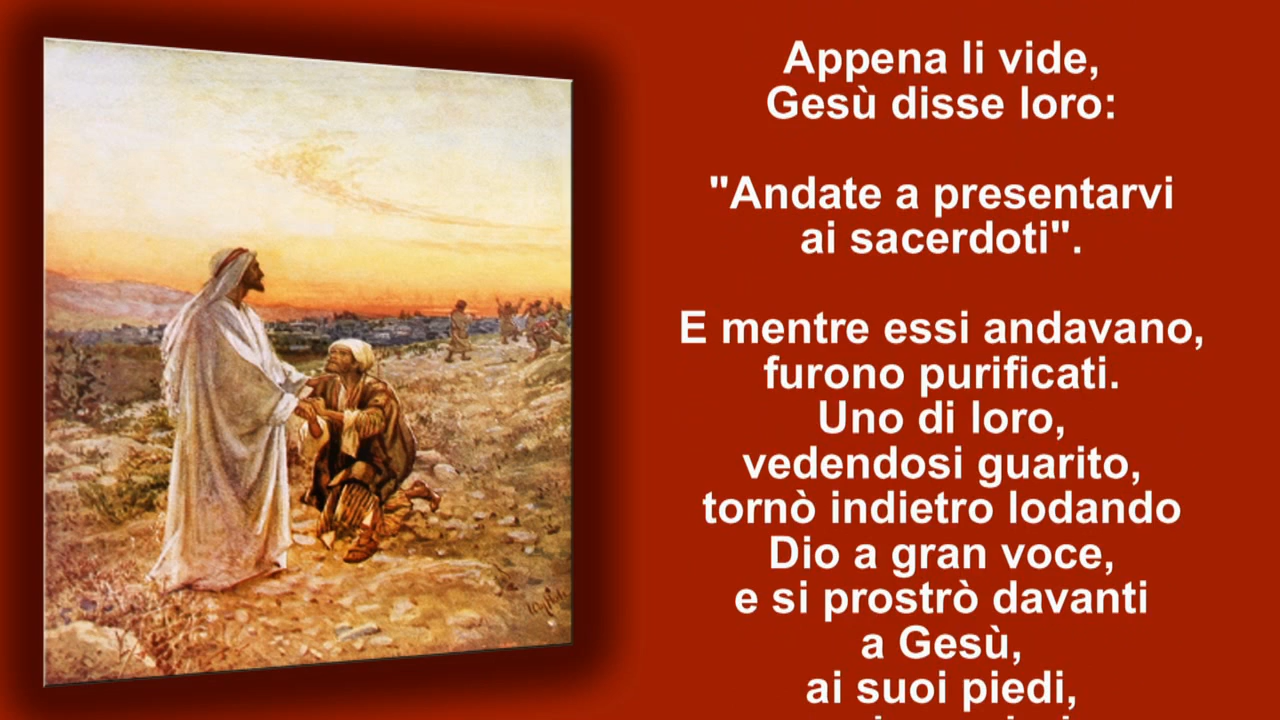 Appena li vide,
Gesù disse loro:
"Andate a presentarvi
ai sacerdoti".
E mentre essi andavano,
furono purificati.
Uno di loro,
vedendosi guarito,
tornò indietro lodando
Dio a gran voce,
e si prostrò davanti
a Gesù,
ai suoi piedi,